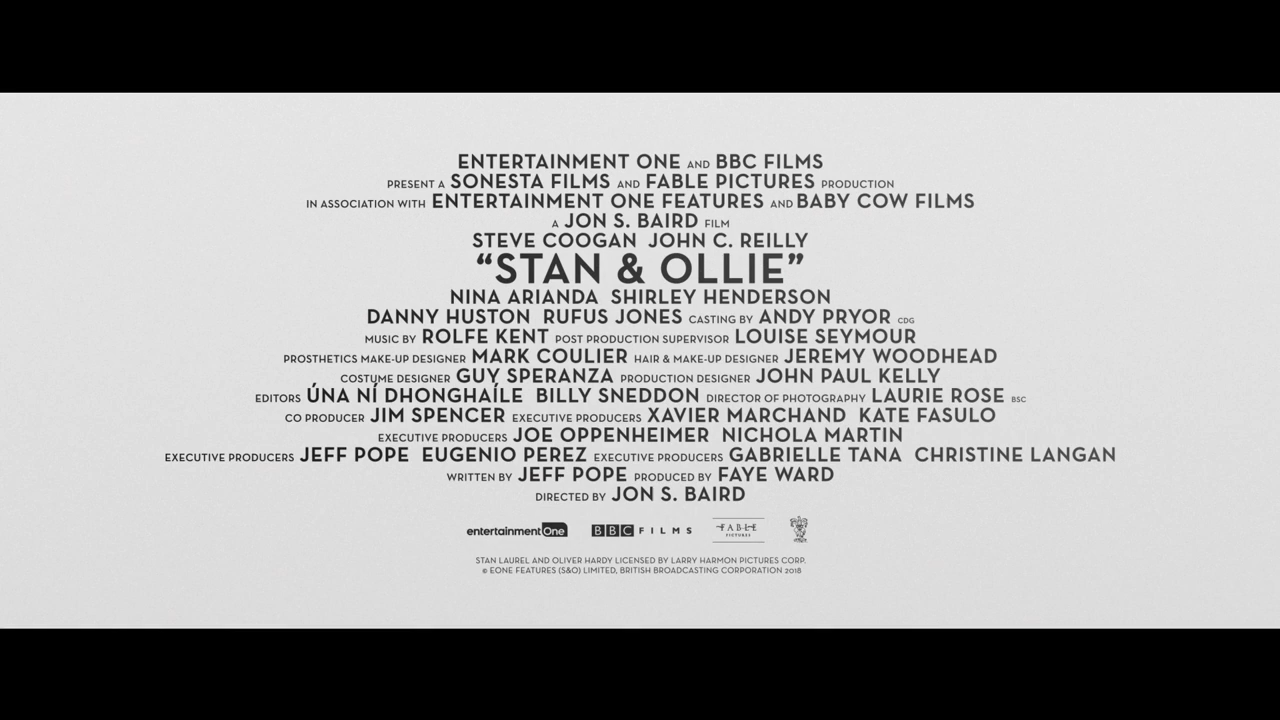 ENTERTAINMENT ONE AND BBC FILMS
PRESENT A SONESTA FILMS AND FABLE PICTURES PRODUCTION
IN ASSOCIATION WITH ENTERTAINMENT ONE FEATURES AND BABY COW FILMS
A JON S. BAIRD FILM
STEVE COOGAN JOHN C. REILLY
“STAN & OLLIE”
NINA ARIANDA SHIRLEY HENDERSON
DANNY HUSTON RUFUS JONES CASTING BY ANDY PRYOR CDG
MUSIC BY ROLFE KENT POST PRODUCTION SUPERVISOR LOUISE SEYMOUR
PROSTHETICS MAKE-UP DESIGNER MARK COULIER HAIR & MAKE-UP DESIGNER JEREMY WOODHEAD
COSTUME DESIGNER GUY SPERANZA PRODUCTION DESIGNER JOHN PAUL KELLY
EDITORS ÚNA NÍ DHONGHAÍLE BILLY SNEDDON DIRECTOR OF PHOTOGRAPHY LAURIE ROSE BSC
CO PRODUCER JIM SPENCER EXECUTIVE PRODUCERS XAVIER MARCHAND KATE FASULO
EXECUTIVE PRODUCERS JOE OPPENHEIMER NICHOLA MARTIN
EXECUTIVE PRODUCERS JEFF POPE EUGENIO PEREZ EXECUTIVE PRODUCERS GABRIELLE TANA CHRISTINE LANGAN
WRITTEN BY JEFF POPE PRODUCED BY FAYE WARD
DIRECTED BY JON S. BAIRD
entertainment One BBC FILMS FABLE PICTURES
STAN LAUREL AND OLIVER HARDY LICENSED BY LARRY HARMON PICTURES CORP.
© EONE FEATURES (S&O) LIMITED, BRITISH BROADCASTING CORPORATION 2018